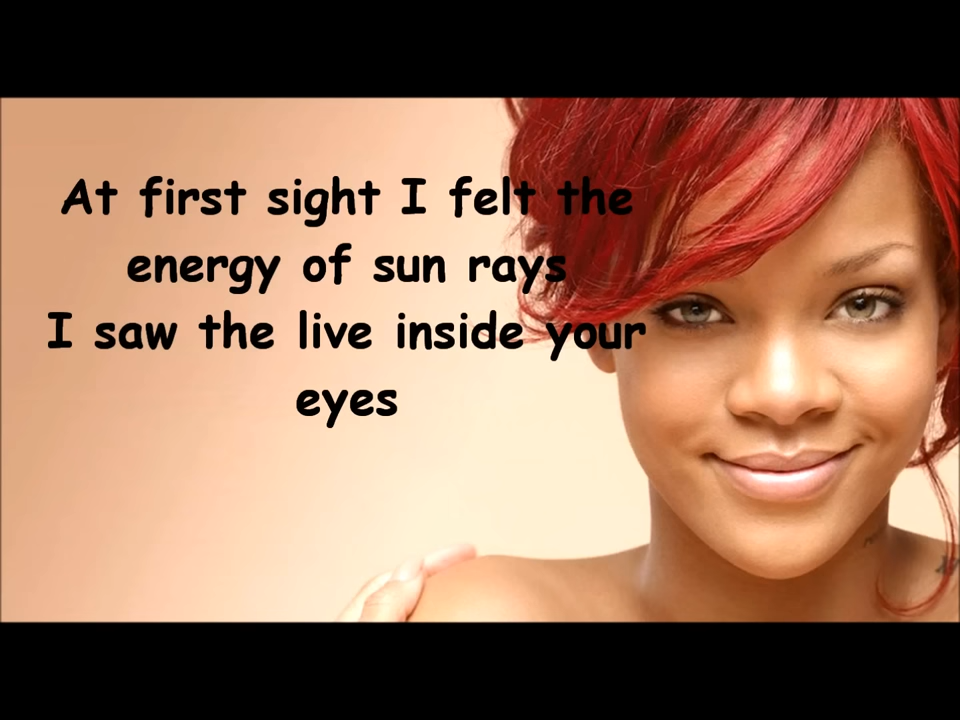 At first sight I felt the
energy of sun rays
I saw the live inside your
eyes